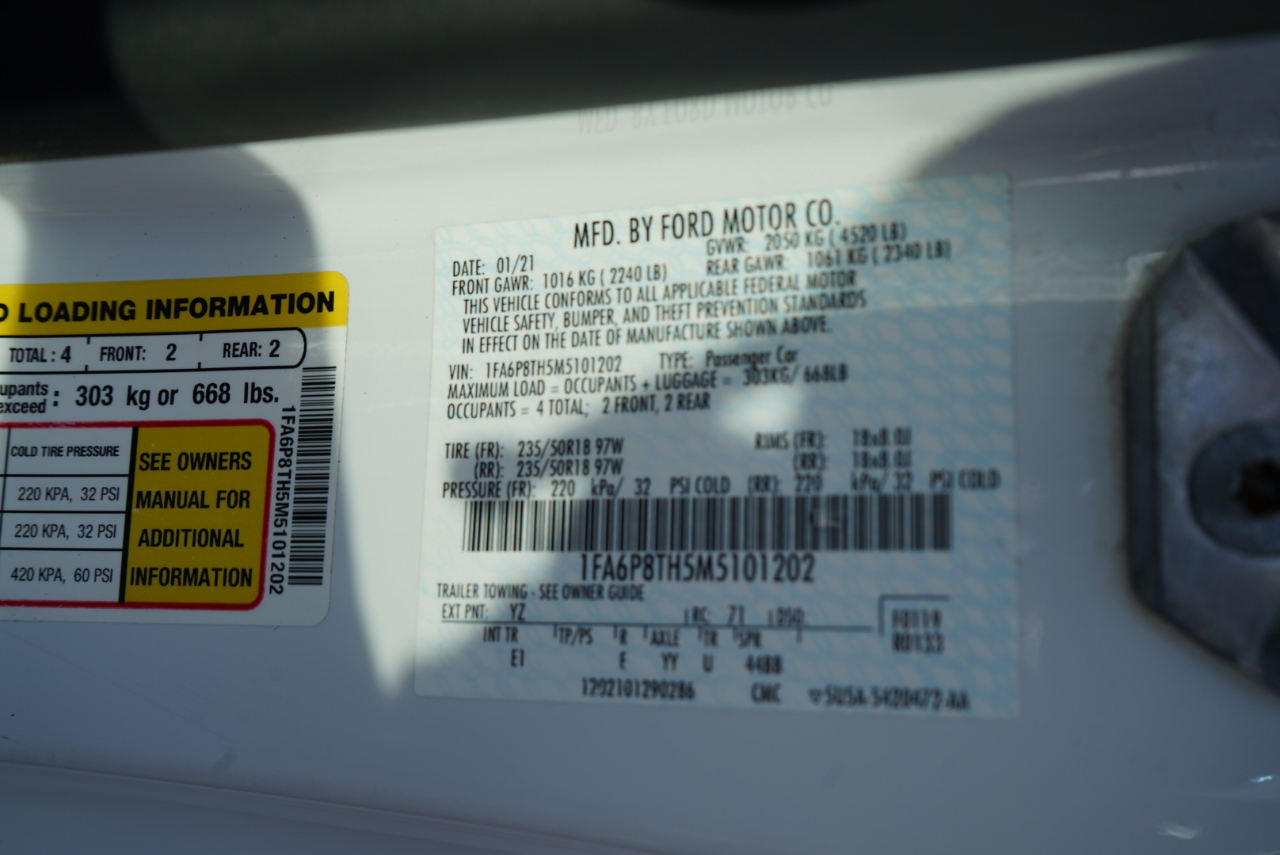 D LOADING INFORMATION
TOTAL : 4 FRONT: 2 REAR: 2
upants
exceed : 303 kg or 668 lbs.
COLD TIRE PRESSURE
220 KPA, 32 PSI
220 KPA, 32 PSI
420 KPA, 60 PSI
SEE OWNERS
MANUAL FOR
ADDITIONAL
INFORMATION
1FA6P8TH5M5101202
MFD. BY FORD MOTOR CO.
DATE: 01/21 GVWR: 2050 KG ( 4520 LB)
FRONT GAWR: 1016 KG ( 2240 LB) REAR GAWR: 1061 KG ( 2340 LB)
THIS VEHICLE CONFORMS TO ALL APPLICABLE FEDERAL MOTOR
VEHICLE SAFETY, BUMPER, AND THEFT PREVENTION STANDARDS
IN EFFECT ON THE DATE OF MANUFACTURE SHOWN ABOVE.
VIN: 1FA6P8TH5M5101202 TYPE: Passenger Car
MAXIMUM LOAD = OCCUPANTS + LUGGAGE = 303KG/ 668LB
OCCUPANTS = 4 TOTAL; 2 FRONT, 2 REAR
TIRE (FR): 235/50R18 97W RIMS (FR): 18x8.0J
(RR): 235/50R18 97W (RR): 18x8.0J
PRESSURE (FR): 220 kPa/ 32 PSI COLD (RR): 220 kPa/ 32 PSI COLD
1FA6P8TH5M5101202
TRAILER TOWING - SEE OWNER GUIDE
EXT PNT: YZ RC: 71 DSO:
INT TR TP/PS R AXLE TR SPR
E1 E YY U 44BB
1202101290286 CMC